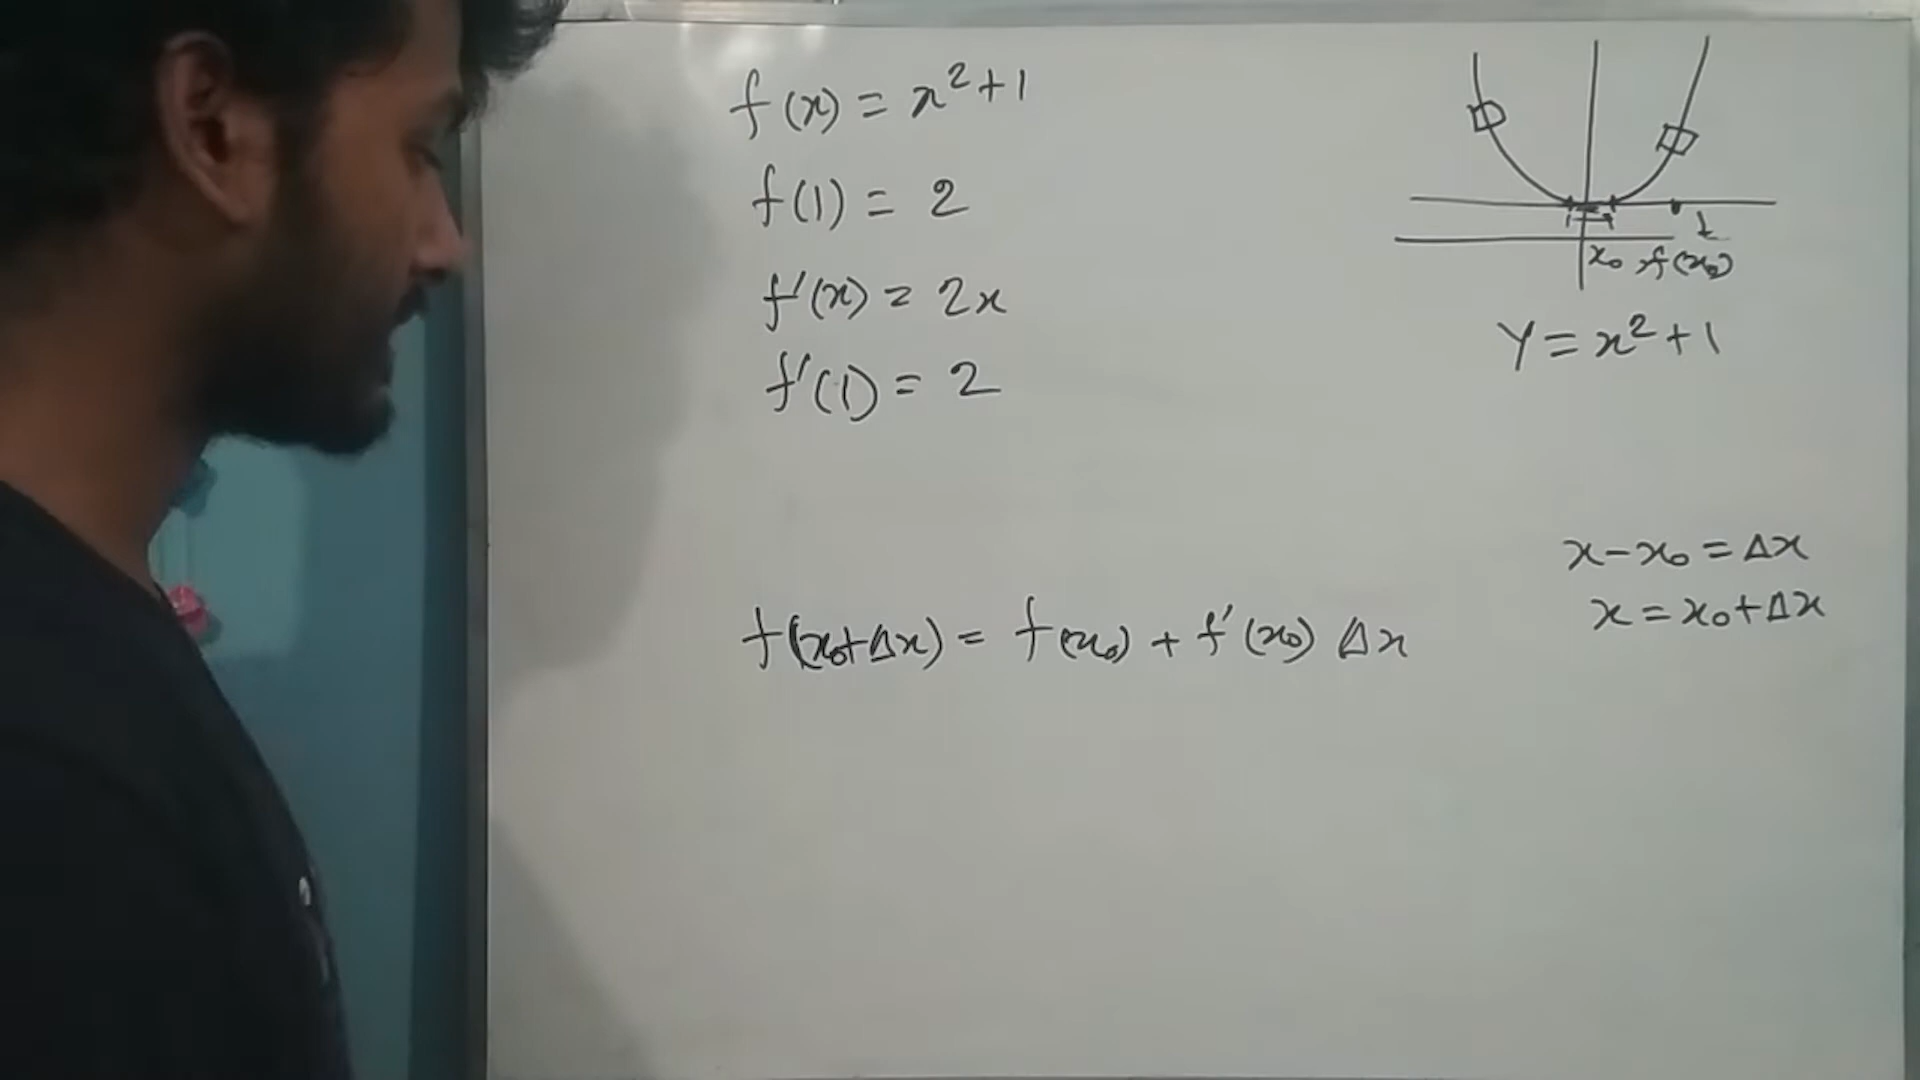 f(x) = x²+1
f(1) = 2
f'(x) = 2x
f'(1) = 2
f(x₀+Δx) = f(x₀) + f'(x₀) Δx
x₀ f(x₀)
Y = x²+1
x-x₀ = Δx
x = x₀+Δx